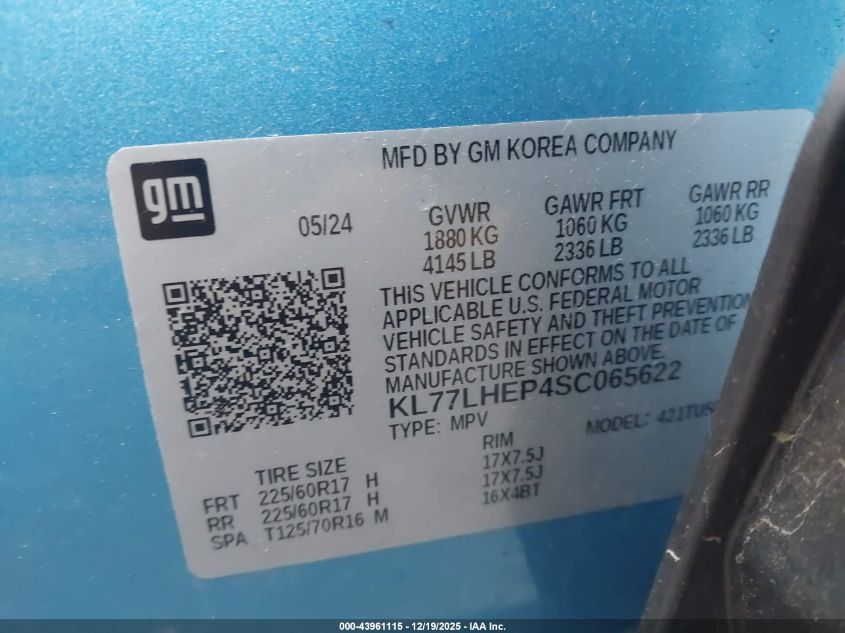 gm
MFD BY GM KOREA COMPANY
05/24
GVWR
1880 KG
4145 LB
GAWR FRT
1060 KG
2336 LB
GAWR RR
1060 KG
2336 LB
THIS VEHICLE CONFORMS TO ALL
APPLICABLE U.S. FEDERAL MOTOR
VEHICLE SAFETY AND THEFT PREVENTION
STANDARDS IN EFFECT ON THE DATE OF
MANUFACTURE SHOWN ABOVE.
KL77LHEP4SC065622
TYPE: MPV
MODEL:
TIRE SIZE
RIM
FRT 225/60R17 H 17X7.5J
RR 225/60R17 H 17X7.5J
SPA T125/70R16 M 16X4BT
000-43961115 - 12/19/2025 - IAA Inc.